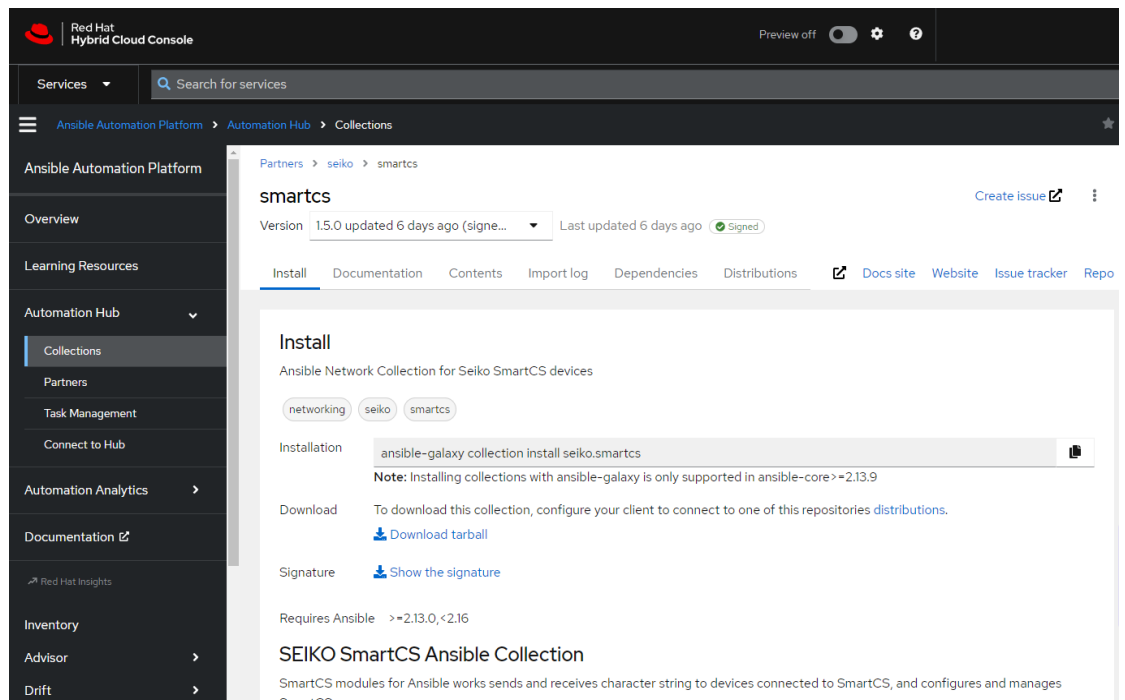 Red Hat
Hybrid Cloud Console
Preview off
Services
Search for services
Ansible Automation Platform > Automation Hub > Collections
Ansible Automation Platform
Overview
Learning Resources
Automation Hub
Collections
Partners
Task Management
Connect to Hub
Automation Analytics
Documentation
Red Hat Insights
Inventory
Advisor
Drift
Partners > seiko > smartcs
smartcs
Create issue
Version 1.5.0 updated 6 days ago (signe... Last updated 6 days ago Signed
Install Documentation Contents Import log Dependencies Distributions Docs site Website Issue tracker Repo
Install
Ansible Network Collection for Seiko SmartCS devices
networking seiko smartcs
Installation ansible-galaxy collection install seiko.smartcs
Note: Installing collections with ansible-galaxy is only supported in ansible-core>=2.13.9
Download To download this collection, configure your client to connect to one of this repositories distributions.
Download tarball
Signature Show the signature
Requires Ansible >=2.13.0,<2.16
SEIKO SmartCS Ansible Collection
SmartCS modules for Ansible works sends and receives character string to devices connected to SmartCS, and configures and manages